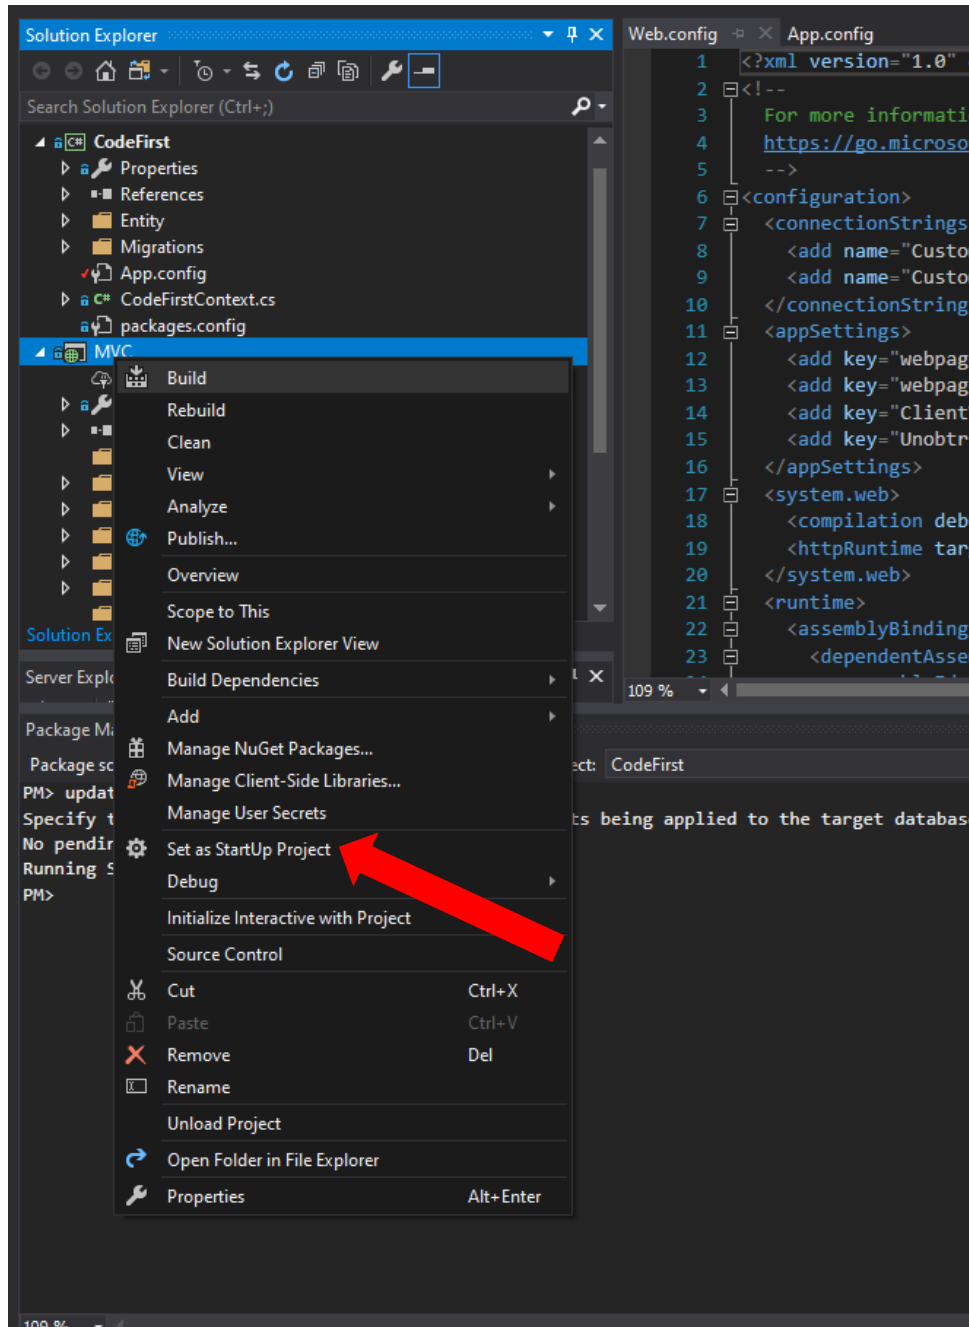 Solution Explorer
Search Solution Explorer (Ctrl+;)
C# CodeFirst
Properties
References
Entity
Migrations
App.config
C# CodeFirstContext.cs
packages.config
MVC
Build
Rebuild
Clean
View
Analyze
Publish...
Overview
Scope to This
New Solution Explorer View
Build Dependencies
Add
Manage NuGet Packages...
Manage Client-Side Libraries...
Manage User Secrets
Set as StartUp Project
Debug
Initialize Interactive with Project
Source Control
Cut Ctrl+X
Paste Ctrl+V
Remove Del
Rename
Unload Project
Open Folder in File Explorer
Properties Alt+Enter
Solution Ex
Server Explo
Web.config App.config
1 <?xml version="1.0"
2 <!--
3 For more informati
4 https://go.microso
5 -->
6 <configuration>
7 <connectionStrings
8 <add name="Custo
9 <add name="Custo
10 </connectionString
11 <appSettings>
12 <add key="webpag
13 <add key="webpag
14 <add key="Client
15 <add key="Unobtr
16 </appSettings>
17 <system.web>
18 <compilation deb
19 <httpRuntime tar
20 </system.web>
21 <runtime>
22 <assemblyBinding
23 <dependentAsse
109 %
Package Ma
Package so ect: CodeFirst
PM> updat
Specify t ts being applied to the target databas
No pendin
Running S
PM>
109 %